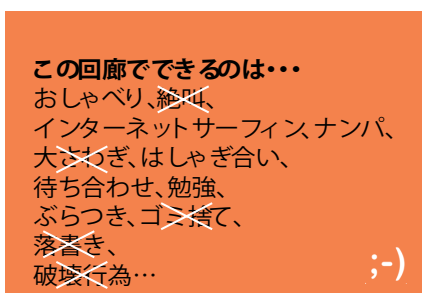 この回廊でできるのは・・・
おしゃべり、絶叫、
インターネットサーフィン、ナンパ、
大さわぎ、はしゃぎ合い、
待ち合わせ、勉強、
ぶらつき、ゴミ捨て、
落書き、
破壊行為…
;-)